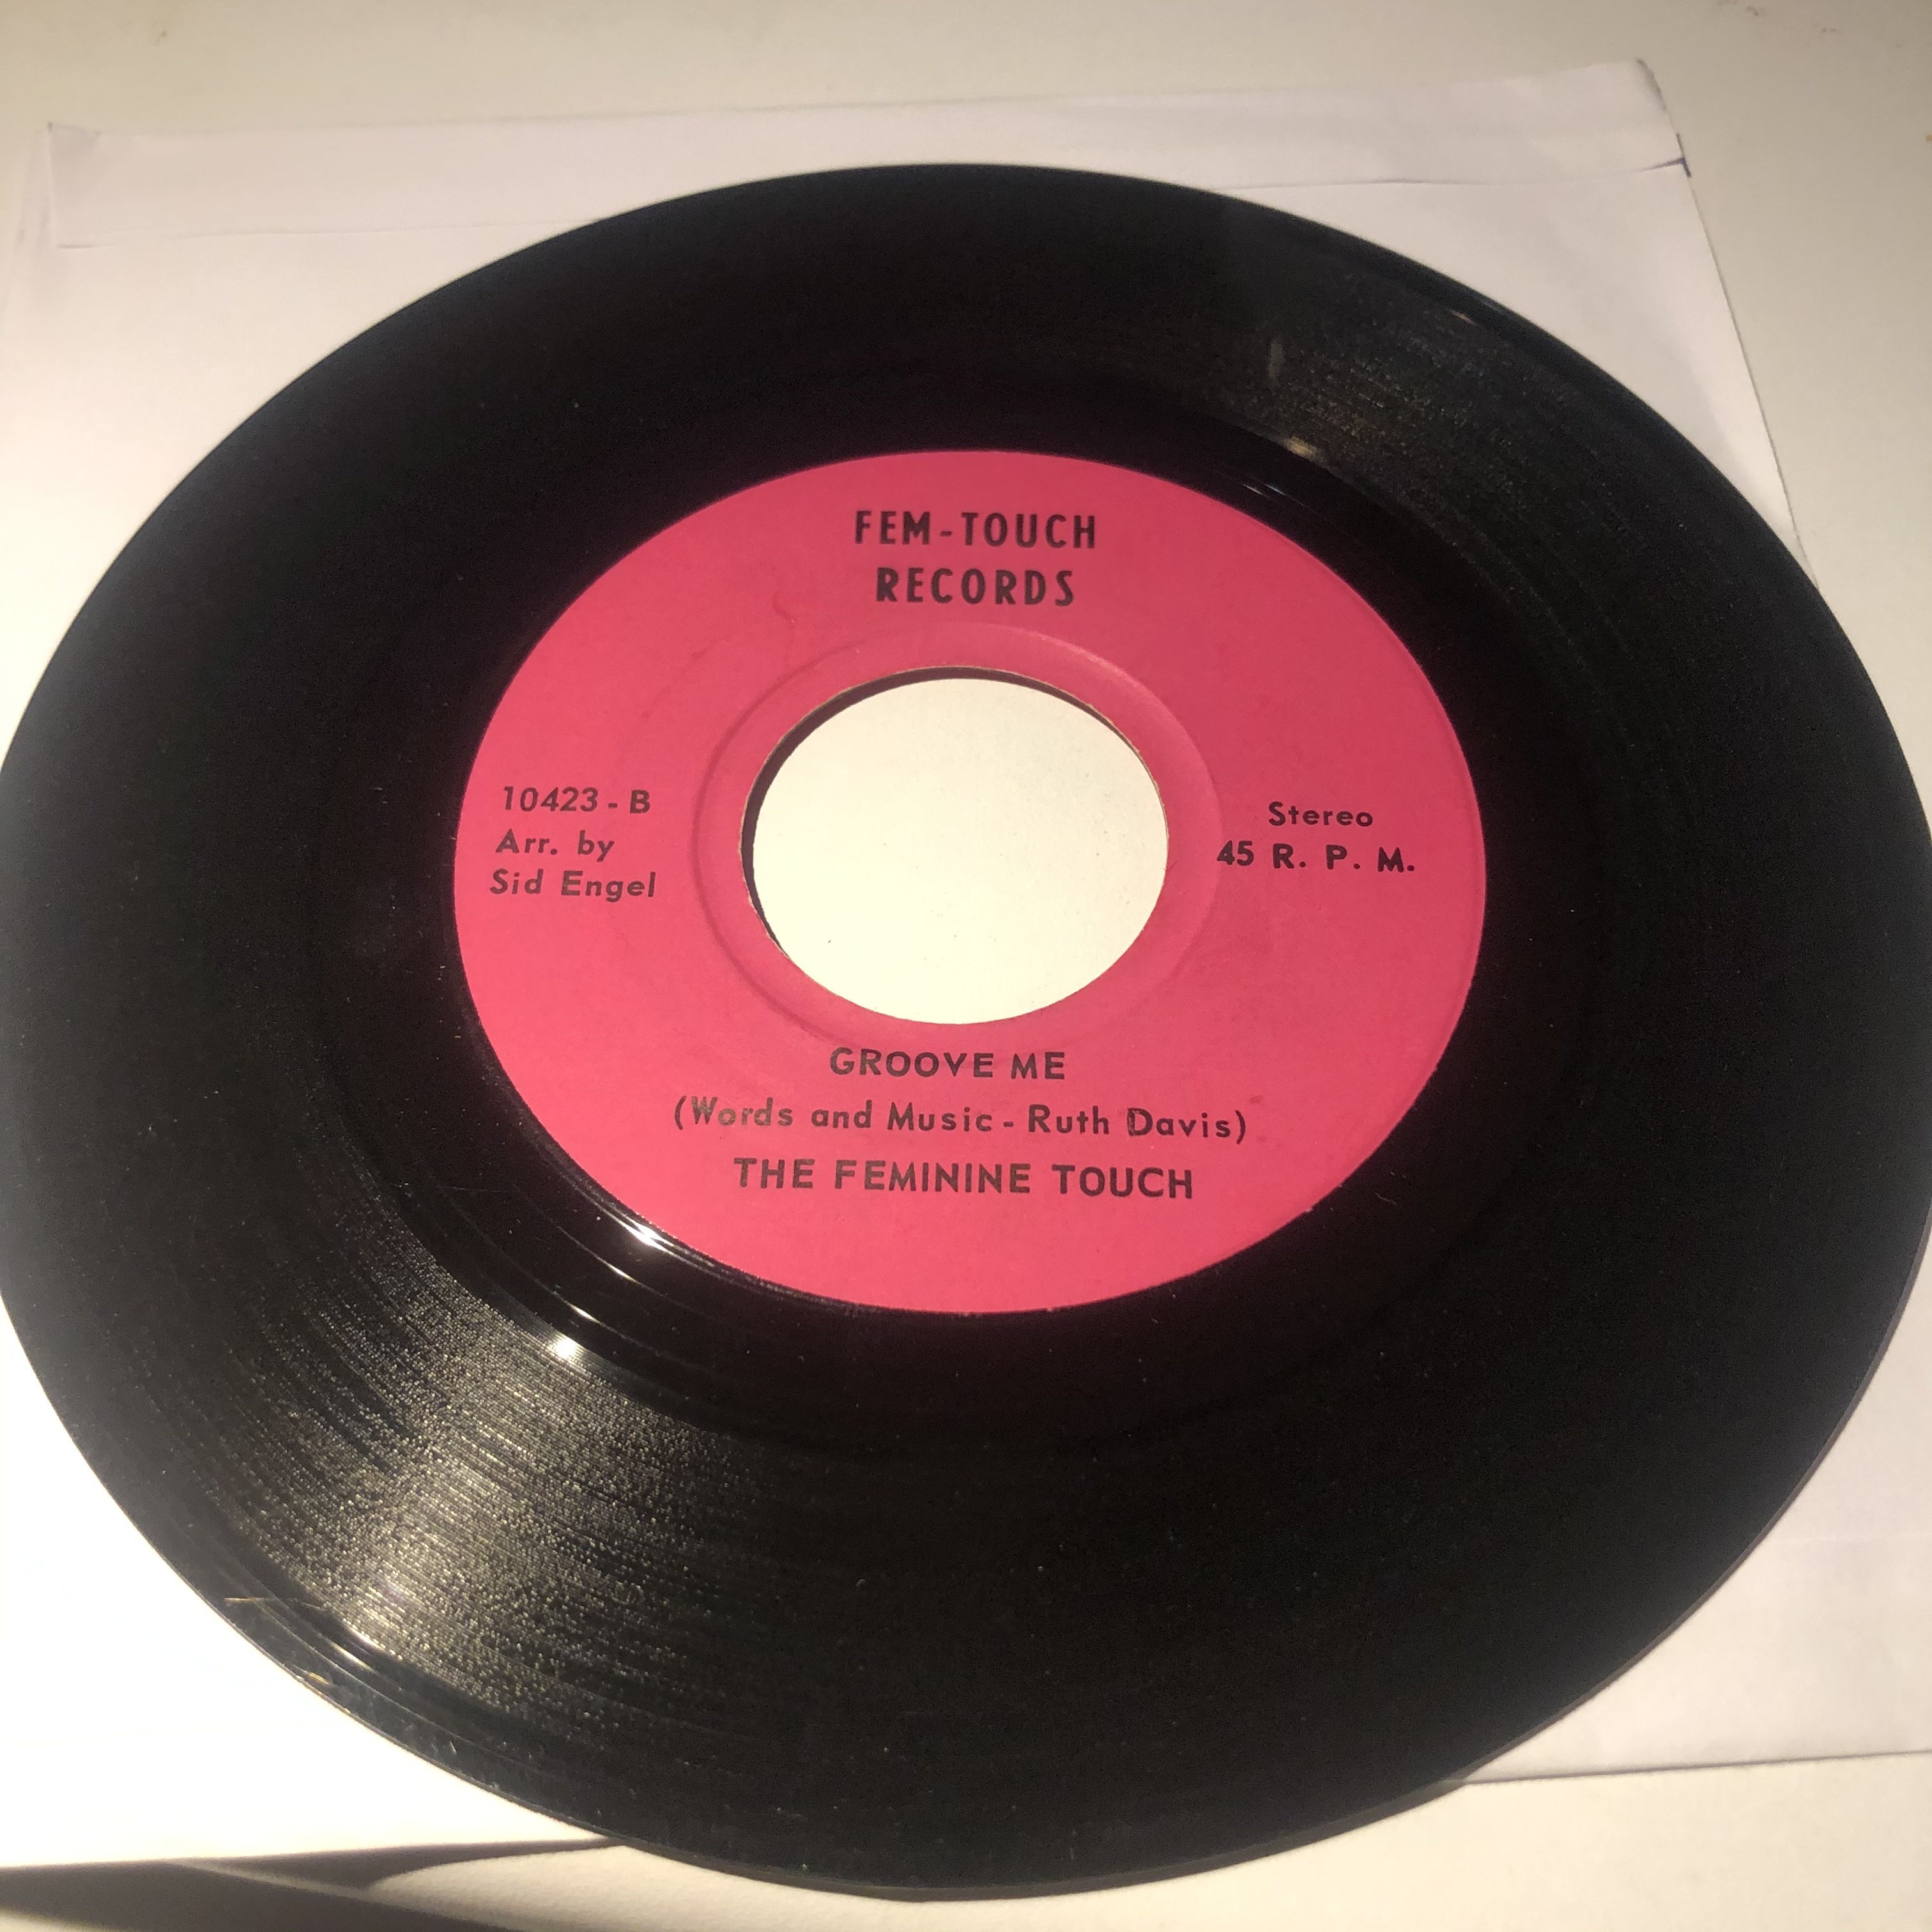 FEM-TOUCH
RECORDS
10423-B
Arr. by
Sid Engel
Stereo
45 R. P. M.
GROOVE ME
(Words and Music - Ruth Davis)
THE FEMININE TOUCH